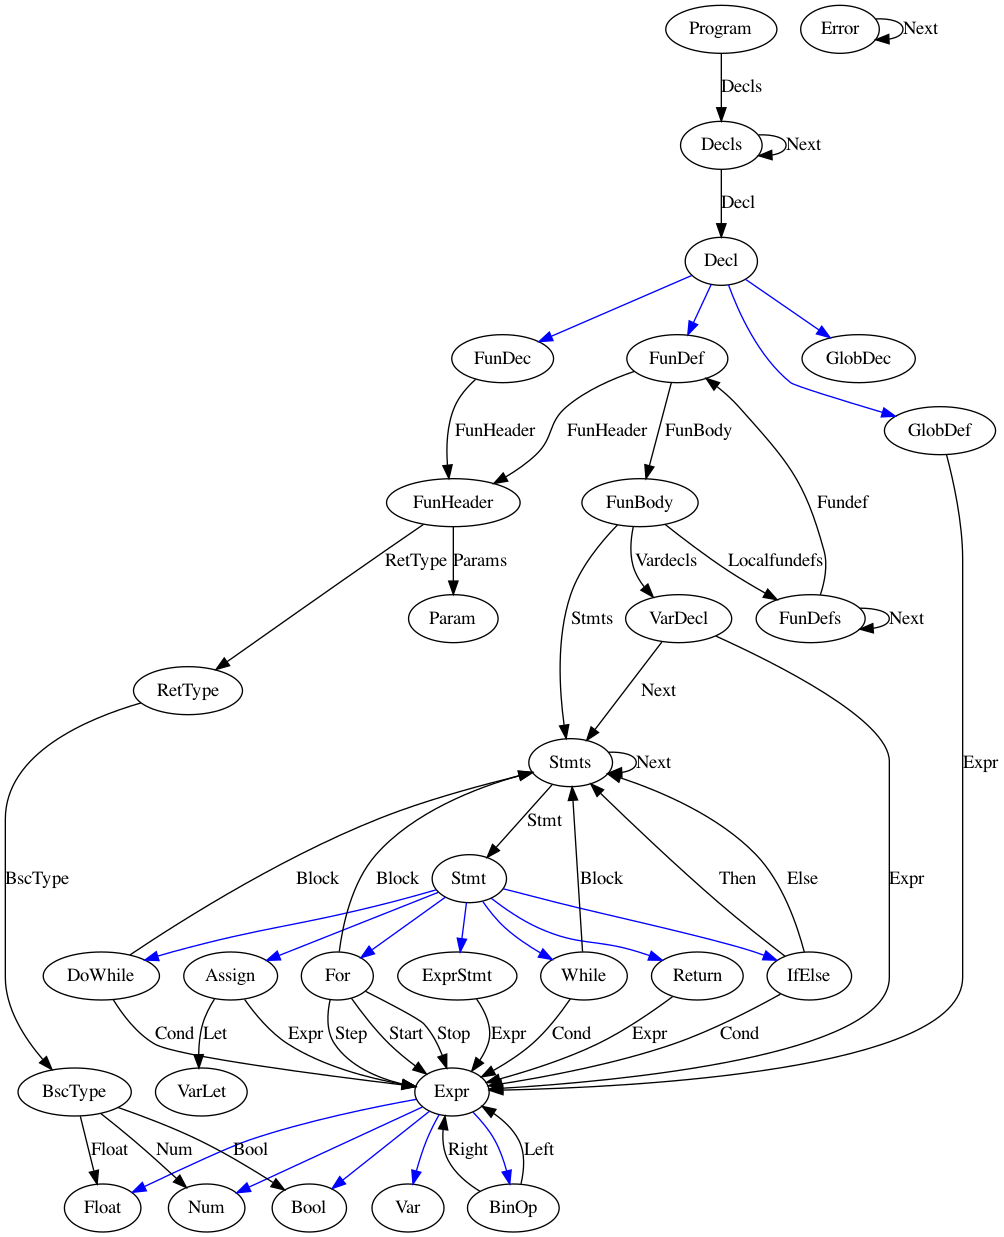 Program
Error
Next
Decls
Decls
Next
Decl
Decl
FunDec
FunDef
GlobDec
GlobDef
FunHeader
FunHeader
FunBody
FunHeader
FunBody
Fundef
RetType
Params
Vardecls
Localfundefs
Param
Stmts
VarDecl
FunDefs
Next
RetType
Next
Stmts
Next
Expr
Stmt
BscType
Block
Block
Stmt
Block
Then
Else
Expr
DoWhile
Assign
For
ExprStmt
While
Return
IfElse
Cond
Let
Expr
Step
Start
Stop
Expr
Cond
Expr
Cond
BscType
VarLet
Expr
Float
Num
Bool
Right
Left
Float
Num
Bool
Var
BinOp